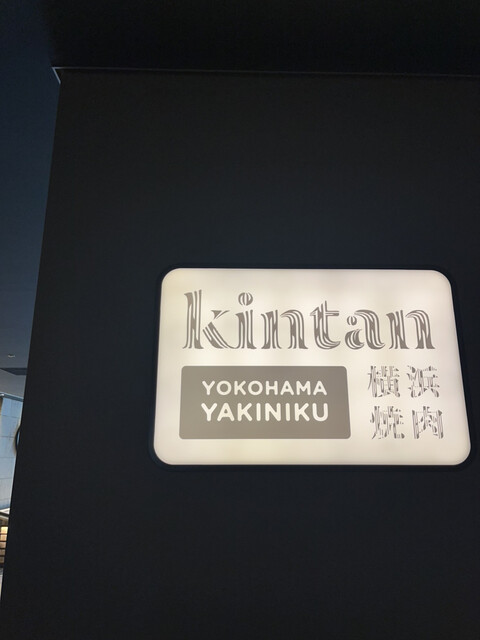 kintan
YOKOHAMA
YAKINIKU
横浜
焼肉